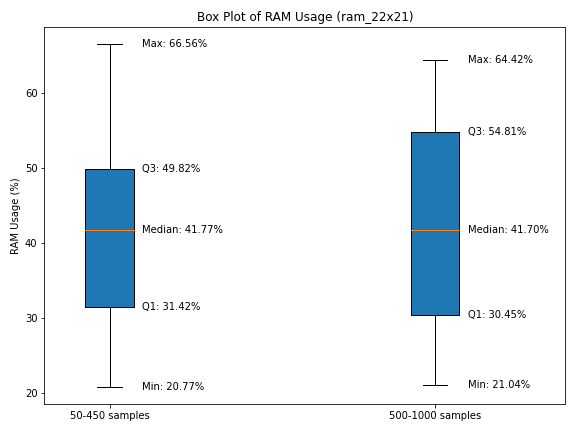 Box Plot of RAM Usage (ram_22x21)
RAM Usage (%)
60
50
40
30
20
Max: 66.56%
Q3: 49.82%
Median: 41.77%
Q1: 31.42%
Min: 20.77%
Max: 64.42%
Q3: 54.81%
Median: 41.70%
Q1: 30.45%
Min: 21.04%
50-450 samples
500-1000 samples